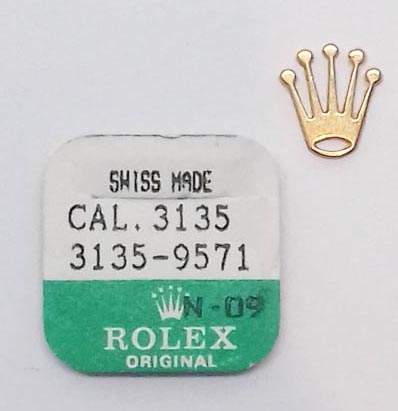 SWISS MADE
CAL. 3135
3135-9571
N-09
ROLEX
ORIGINAL